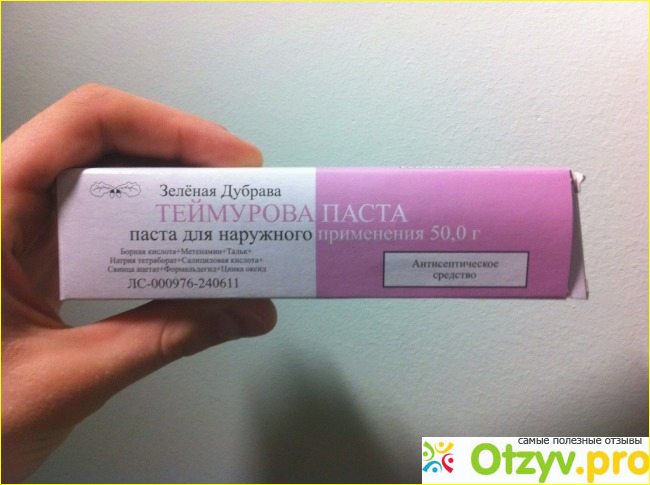 Зелёная Дубрава
ТЕЙМУРОВА ПАСТА
паста для наружного применения 50,0 г
Борная кислота+Метенамин+Тальк+
Натрия тетраборат+Салициловая кислота+
Свинца ацетат+Формальдегид+Цинка оксид
ЛС-000976-240611
Антисептическое
средство
самые полезные отзывы
Otzyv.pro